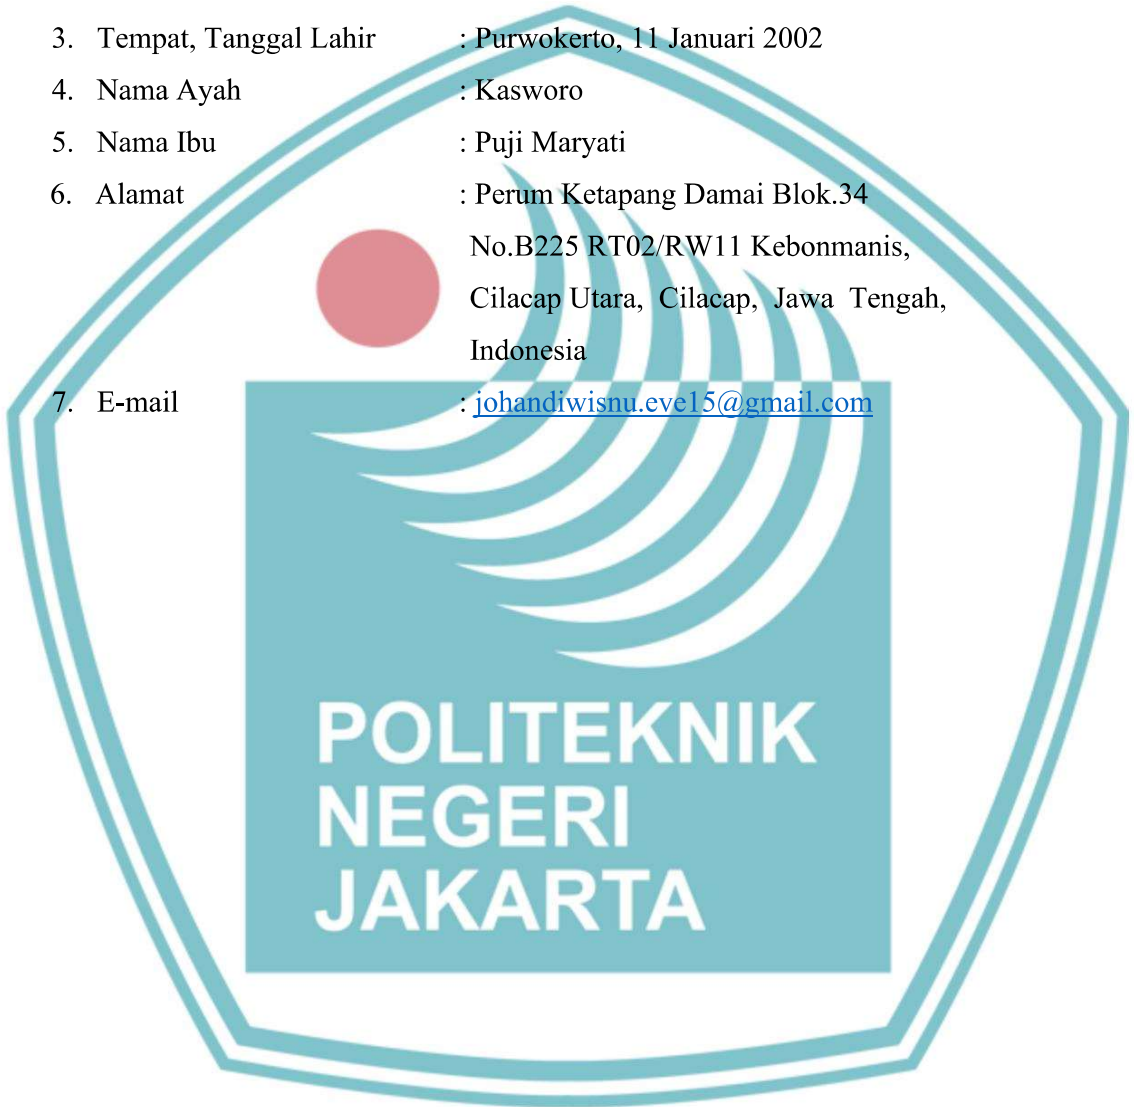 3. Tempat, Tanggal Lahir : Purwokerto, 11 Januari 2002
4. Nama Ayah : Kasworo
5. Nama Ibu : Puji Maryati
6. Alamat : Perum Ketapang Damai Blok.34
No.B225 RT02/RW11 Kebonmanis,
Cilacap Utara, Cilacap, Jawa Tengah,
Indonesia
7. E-mail : johandiwisnu.eve15@gmail.com
POLITEKNIK
NEGERI
JAKARTA